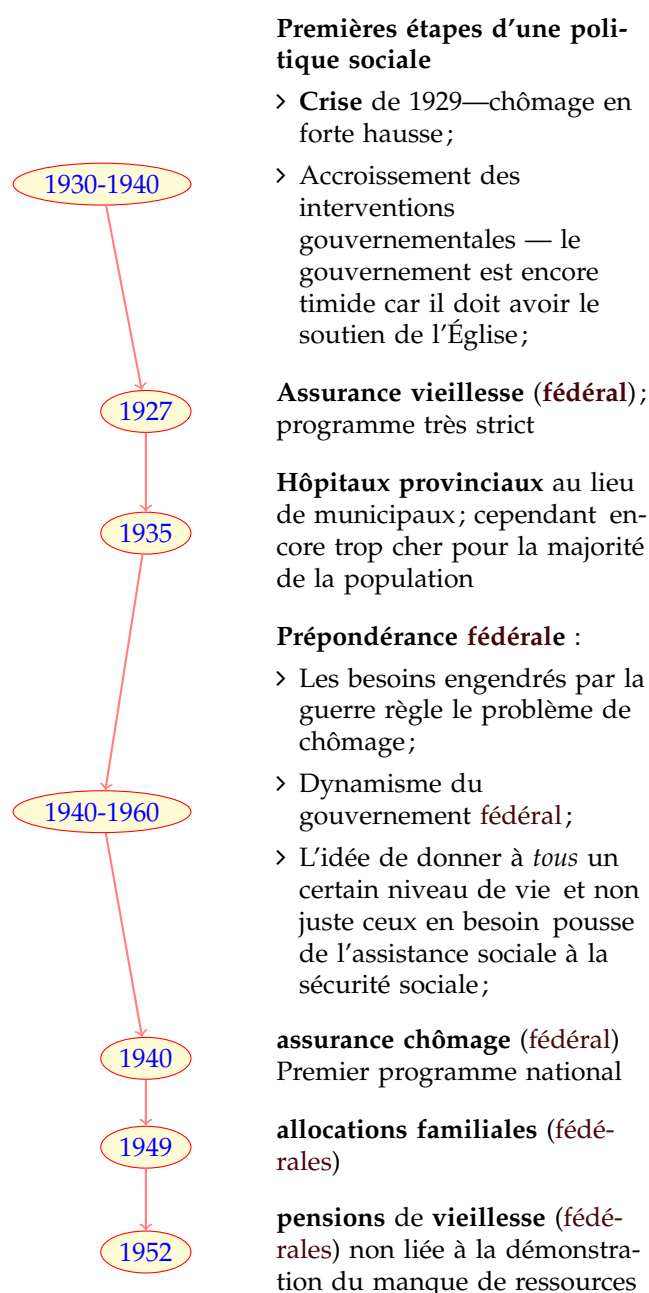 Premières étapes d'une poli-
tique sociale
> Crise de 1929—chômage en
forte hausse;
1930-1940
> Accroissement des
interventions
gouvernementales — le
gouvernement est encore
timide car il doit avoir le
soutien de l'Église;
1927
Assurance vieillesse (fédéral);
programme très strict
1935
Hôpitaux provinciaux au lieu
de municipaux; cependant en-
core trop cher pour la majorité
de la population
1940-1960
Prépondérance fédérale :
> Les besoins engendrés par la
guerre règle le problème de
chômage;
> Dynamisme du
gouvernement fédéral;
> L'idée de donner à tous un
certain niveau de vie et non
juste ceux en besoin pousse
de l'assistance sociale à la
sécurité sociale;
1940
assurance chômage (fédéral)
Premier programme national
1949
allocations familiales (fédé-
rales)
1952
pensions de vieillesse (fédé-
rales) non liée à la démonstra-
tion du manque de ressources